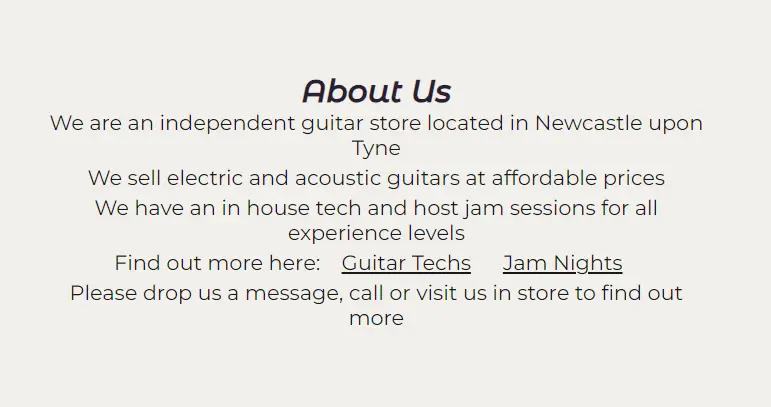 About Us
We are an independent guitar store located in Newcastle upon
Tyne
We sell electric and acoustic guitars at affordable prices
We have an in house tech and host jam sessions for all
experience levels
Find out more here: Guitar Techs Jam Nights
Please drop us a message, call or visit us in store to find out
more